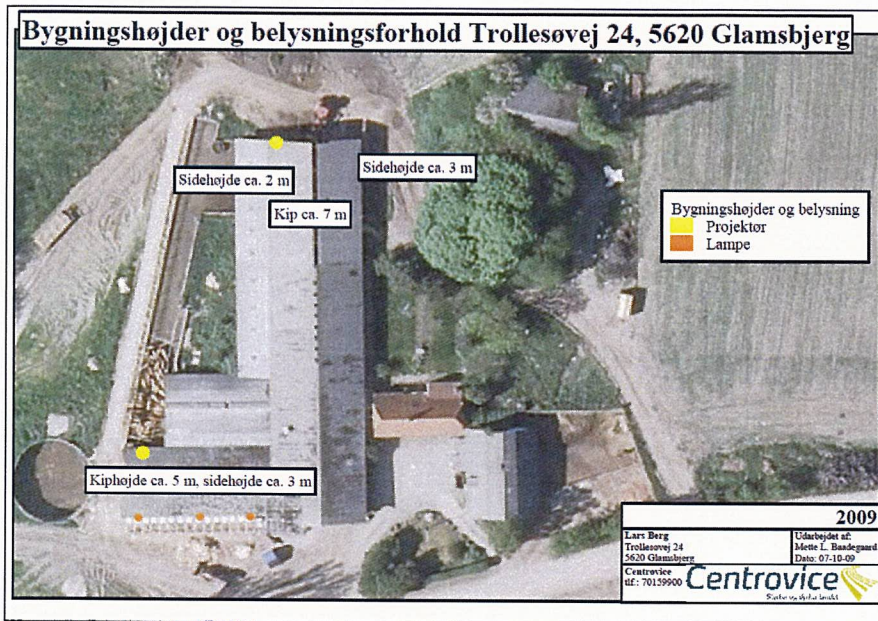 Bygningshøjder og belysningsforhold Trollesøvej 24, 5620 Glamsbjerg
Sidehøjde ca. 2 m
Sidehøjde ca. 3 m
Kip ca. 7 m
Bygningshøjder og belysning
Projektør
Lampe
Kiphøjde ca. 5 m, sidehøjde ca. 3 m
2009
Lars Berg
Trollesøvej 24
5620 Glamsbjerg
Udarbejdet af:
Mette L. Baadegaard
Dato: 07-10-09
Centrovice
tlf.: 70159900
Centrovice